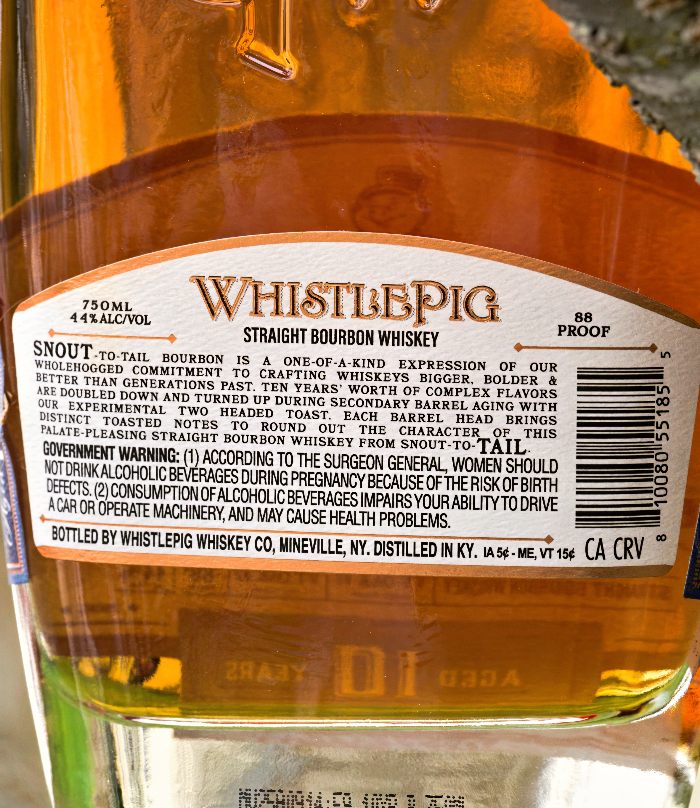 WHISTLEPIG
750ML
44% ALC/VOL
STRAIGHT BOURBON WHISKEY
88
PROOF
SNOUT-TO-TAIL BOURBON IS A ONE-OF-A-KIND EXPRESSION OF OUR
WHOLEHOGGED COMMITMENT TO CRAFTING WHISKEYS BIGGER, BOLDER &
BETTER THAN GENERATIONS PAST. TEN YEARS' WORTH OF COMPLEX FLAVORS
ARE DOUBLED DOWN AND TURNED UP DURING SECONDARY BARREL AGING WITH
OUR EXPERIMENTAL TWO HEADED TOAST. EACH BARREL HEAD BRINGS
DISTINCT TOASTED NOTES TO ROUND OUT THE CHARACTER OF THIS
PALATE-PLEASING STRAIGHT BOURBON WHISKEY FROM SNOUT-TO-TAIL.
GOVERNMENT WARNING: (1) ACCORDING TO THE SURGEON GENERAL, WOMEN SHOULD
NOT DRINK ALCOHOLIC BEVERAGES DURING PREGNANCY BECAUSE OF THE RISK OF BIRTH
DEFECTS. (2) CONSUMPTION OF ALCOHOLIC BEVERAGES IMPAIRS YOUR ABILITY TO DRIVE
A CAR OR OPERATE MACHINERY, AND MAY CAUSE HEALTH PROBLEMS.
BOTTLED BY WHISTLEPIG WHISKEY CO, MINEVILLE, NY. DISTILLED IN KY. IA 5¢ - ME, VT 15¢ CA CRV
8 10080 55185 5
AGED 10 YEARS